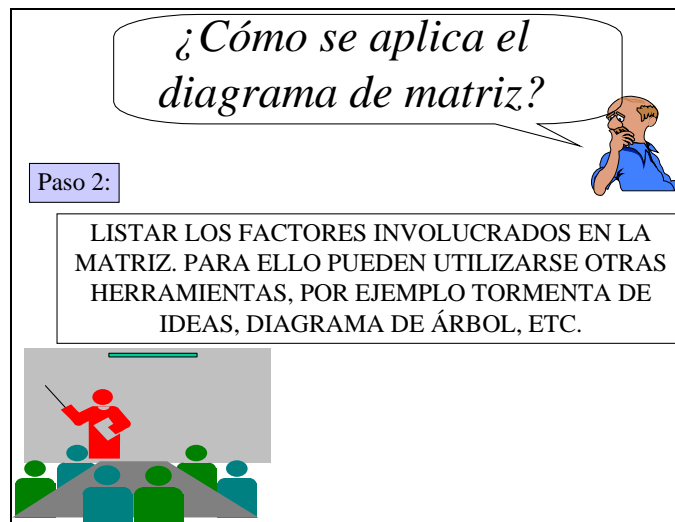 ¿Cómo se aplica el
diagrama de matriz?
Paso 2:
LISTAR LOS FACTORES INVOLUCRADOS EN LA
MATRIZ. PARA ELLO PUEDEN UTILIZARSE OTRAS
HERRAMIENTAS, POR EJEMPLO TORMENTA DE
IDEAS, DIAGRAMA DE ÁRBOL, ETC.